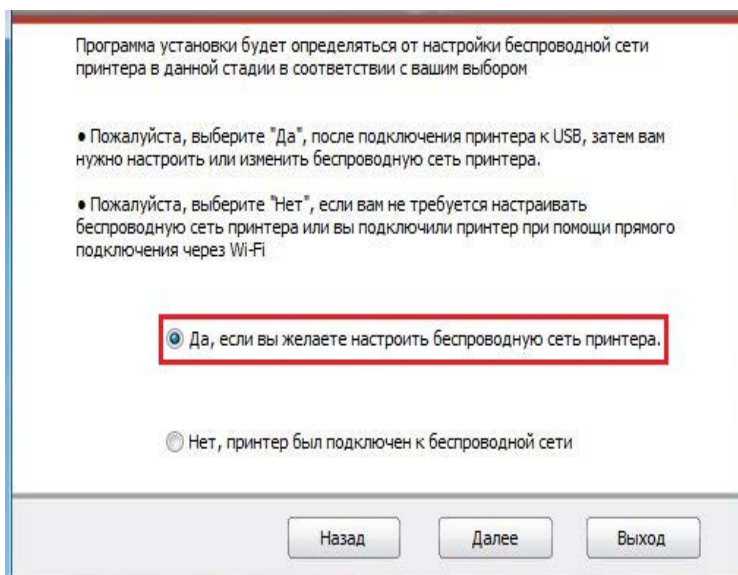 Программа установки будет определяться от настройки беспроводной сети
принтера в данной стадии в соответствии с вашим выбором
• Пожалуйста, выберите "Да", после подключения принтера к USB, затем вам
нужно настроить или изменить беспроводную сеть принтера.
• Пожалуйста, выберите "Нет", если вам не требуется настраивать
беспроводную сеть принтера или вы подключили принтер при помощи прямого
подключения через Wi-Fi
Да, если вы желаете настроить беспроводную сеть принтера.
Нет, принтер был подключен к беспроводной сети
Назад Далее Выход